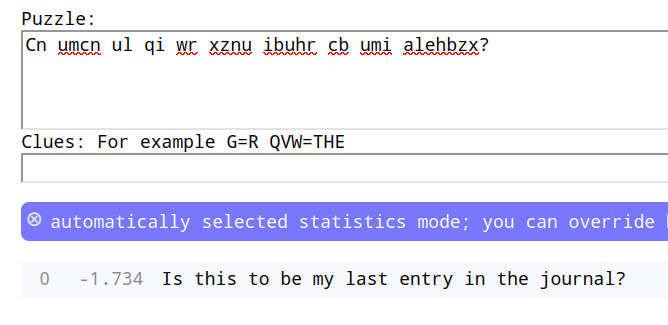 Puzzle:
Cn umcn ul qi wr xznu ibuhr cb umi alehbzx?
Clues: For example G=R QVW=THE
automatically selected statistics mode; you can override
0 -1.734 Is this to be my last entry in the journal?